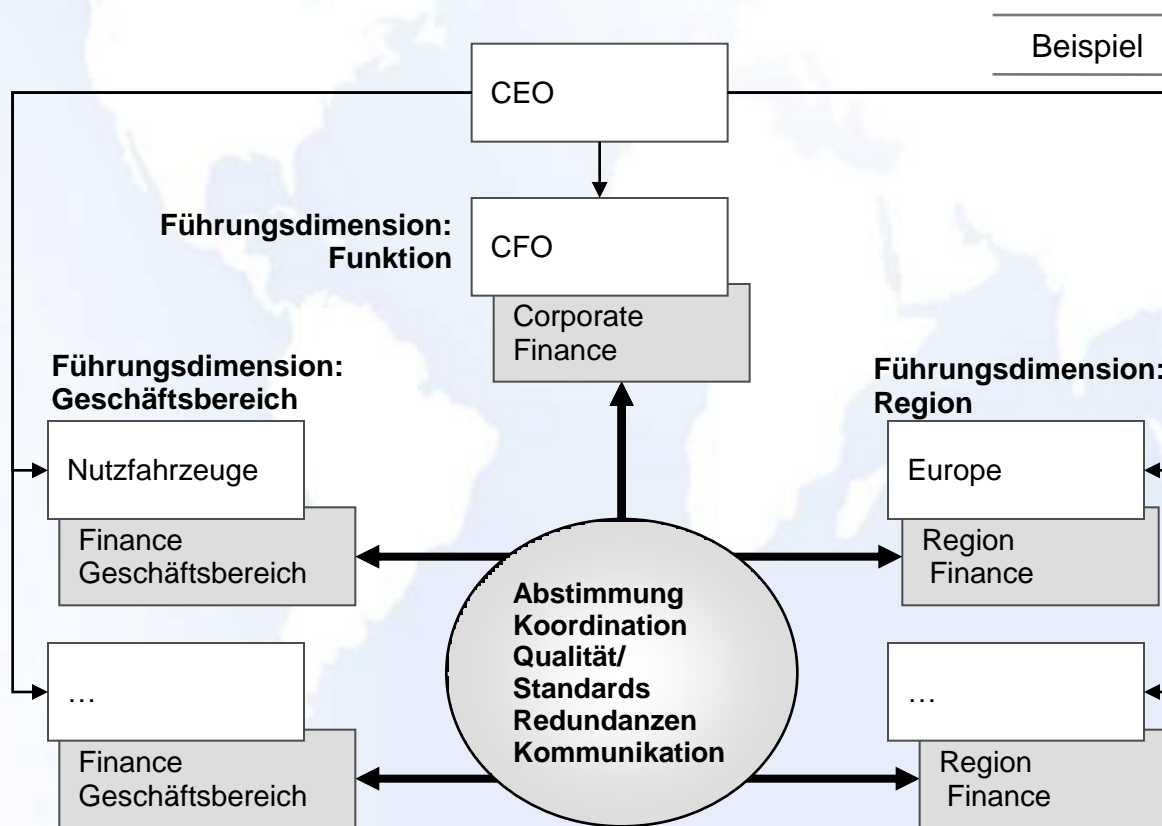 Beispiel
CEO
Führungsdimension:
Funktion
CFO
Corporate
Finance
Führungsdimension:
Geschäftsbereich
Nutzfahrzeuge
Finance
Geschäftsbereich
…
Finance
Geschäftsbereich
Führungsdimension:
Region
Europe
Region
Finance
…
Region
Finance
Abstimmung
Koordination
Qualität/
Standards
Redundanzen
Kommunikation